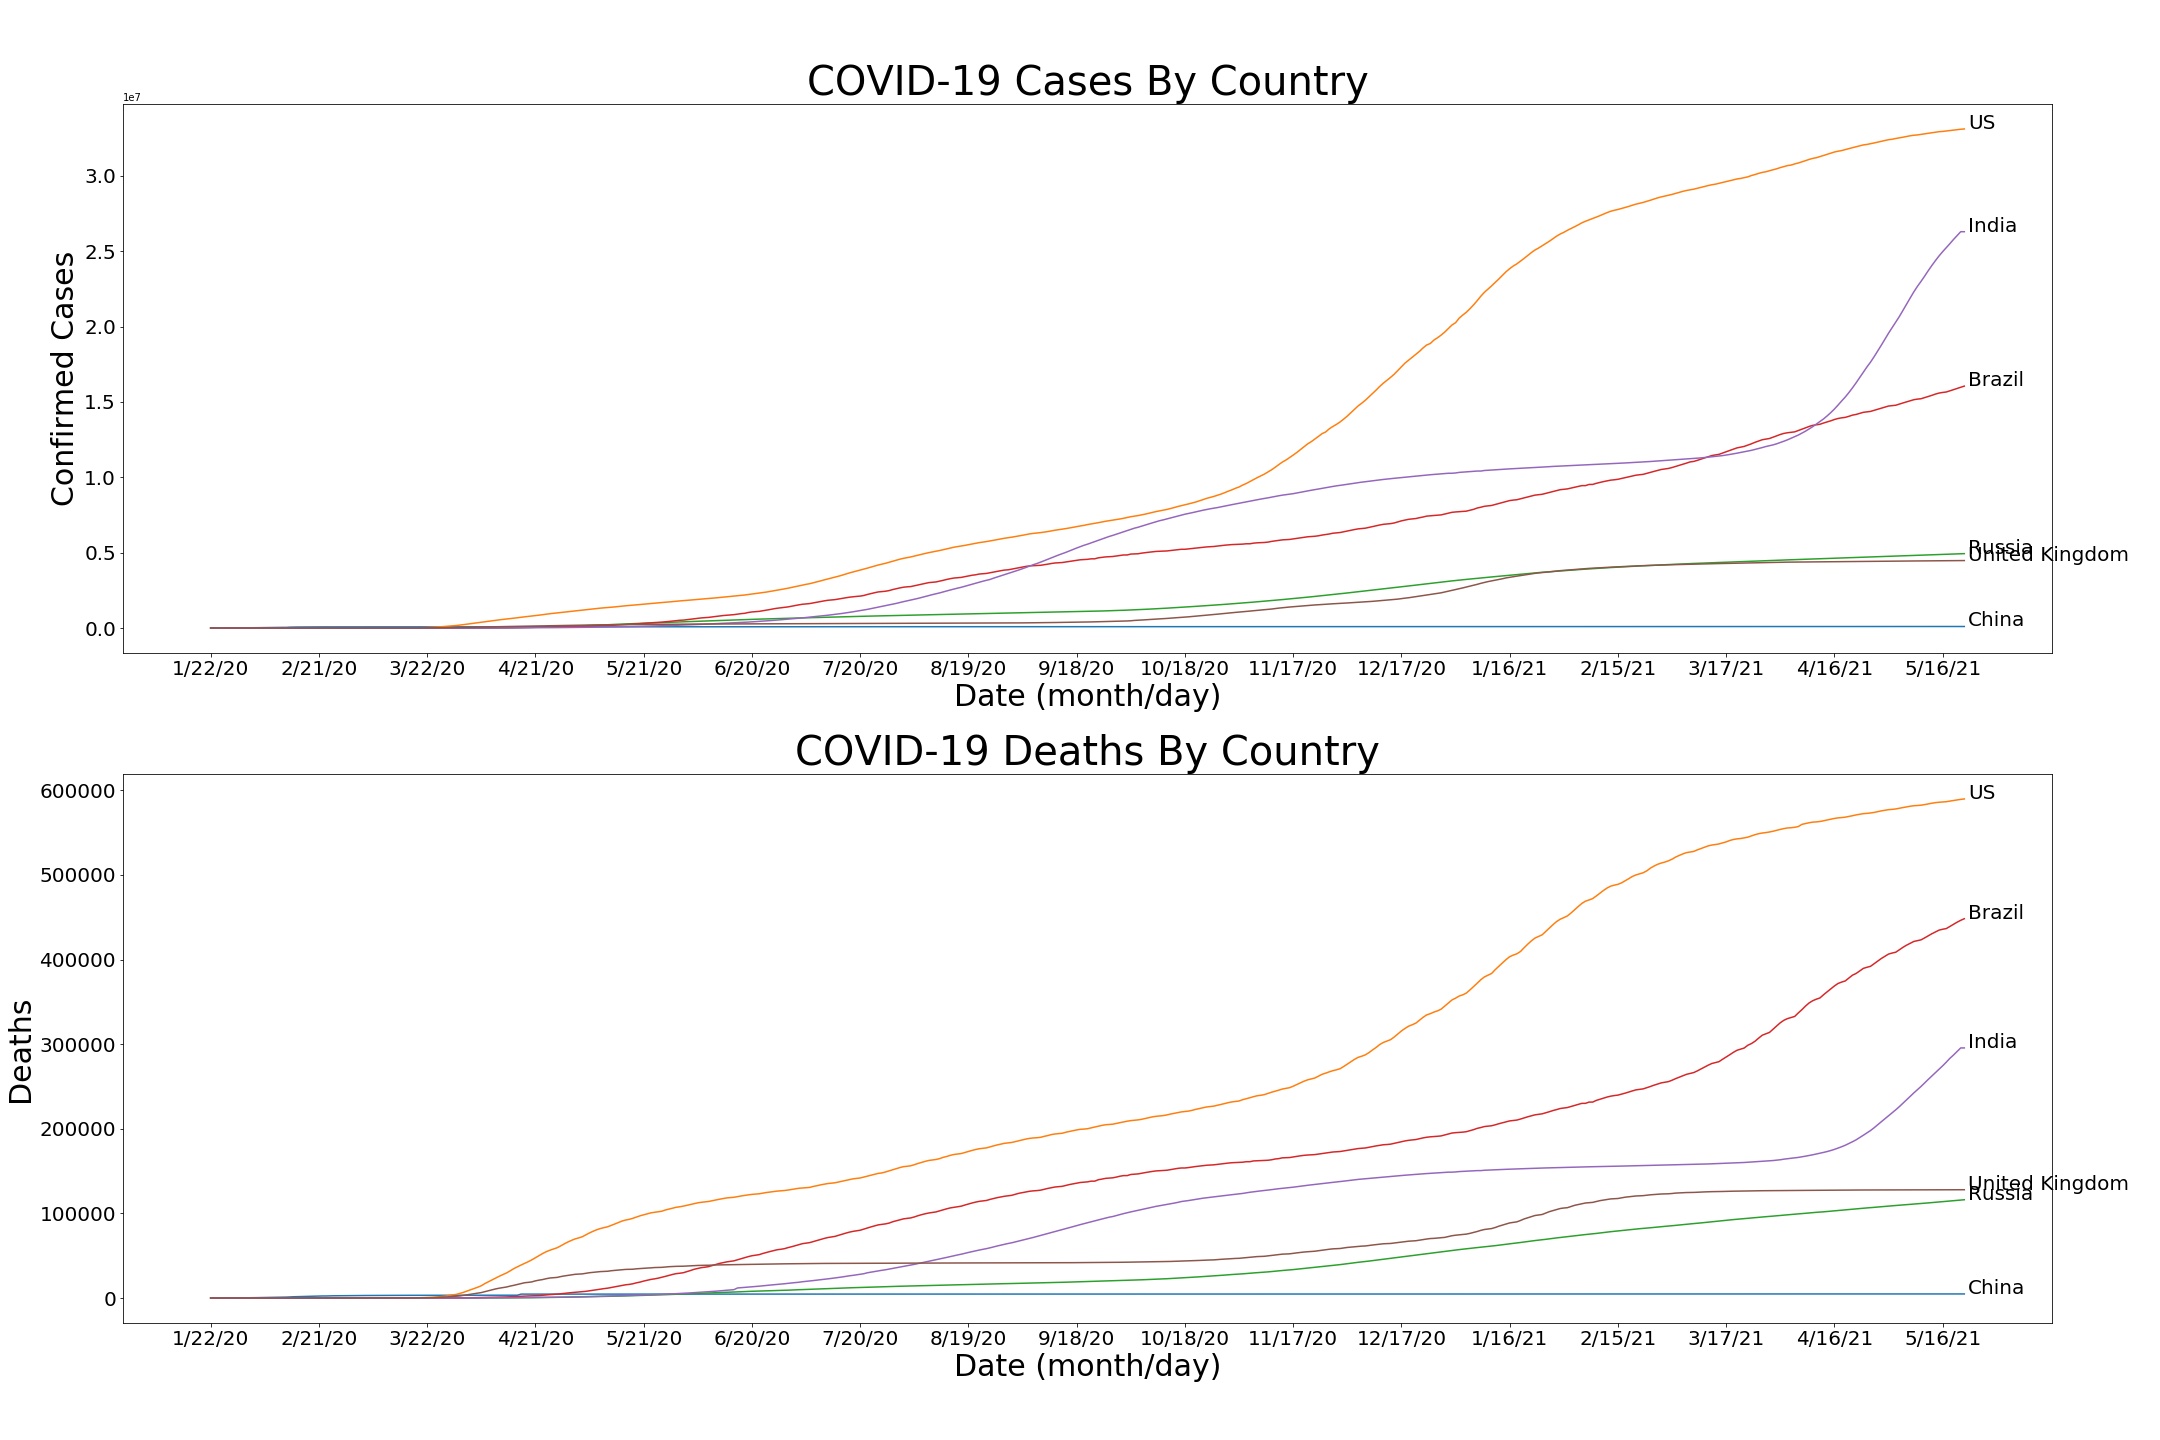 COVID-19 Cases By Country
1e7
Confirmed Cases
3.0
2.5
2.0
1.5
1.0
0.5
0.0
US
India
Brazil
Russia
United Kingdom
China
1/22/20 2/21/20 3/22/20 4/21/20 5/21/20 6/20/20 7/20/20 8/19/20 9/18/20 10/18/20 11/17/20 12/17/20 1/16/21 2/15/21 3/17/21 4/16/21 5/16/21
Date (month/day)
COVID-19 Deaths By Country
Deaths
600000
500000
400000
300000
200000
100000
0
US
Brazil
India
United Kingdom
Russia
China
1/22/20 2/21/20 3/22/20 4/21/20 5/21/20 6/20/20 7/20/20 8/19/20 9/18/20 10/18/20 11/17/20 12/17/20 1/16/21 2/15/21 3/17/21 4/16/21 5/16/21
Date (month/day)